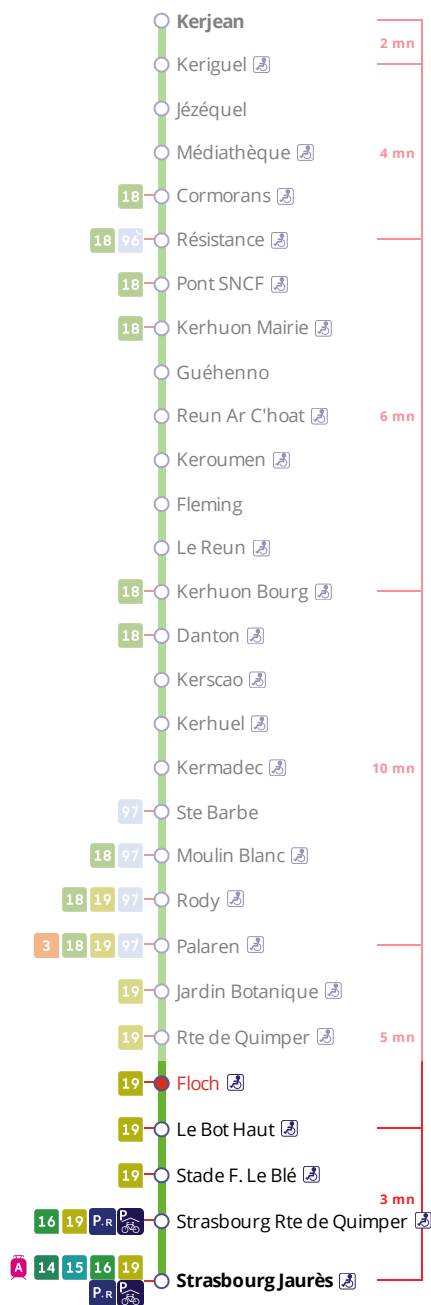 Kerjean
2 mn
Keriguel
Jézéquel
Médiathèque 4 mn
18 Cormorans
18 96 Résistance
18 Pont SNCF
18 Kerhuon Mairie
Guéhenno
Reun Ar C'hoat 6 mn
Keroumen
Fleming
Le Reun
18 Kerhuon Bourg
18 Danton
Kerscao
Kerhuel
Kermadec 10 mn
97 Ste Barbe
18 97 Moulin Blanc
18 19 97 Rody
3 18 19 97 Palaren
19 Jardin Botanique
19 Rte de Quimper 5 mn
19 Floch
19 Le Bot Haut
19 Stade F. Le Blé
3 mn
16 19 P.R P Strasbourg Rte de Quimper
A 14 15 16 19
Strasbourg Jaurès
P.R P